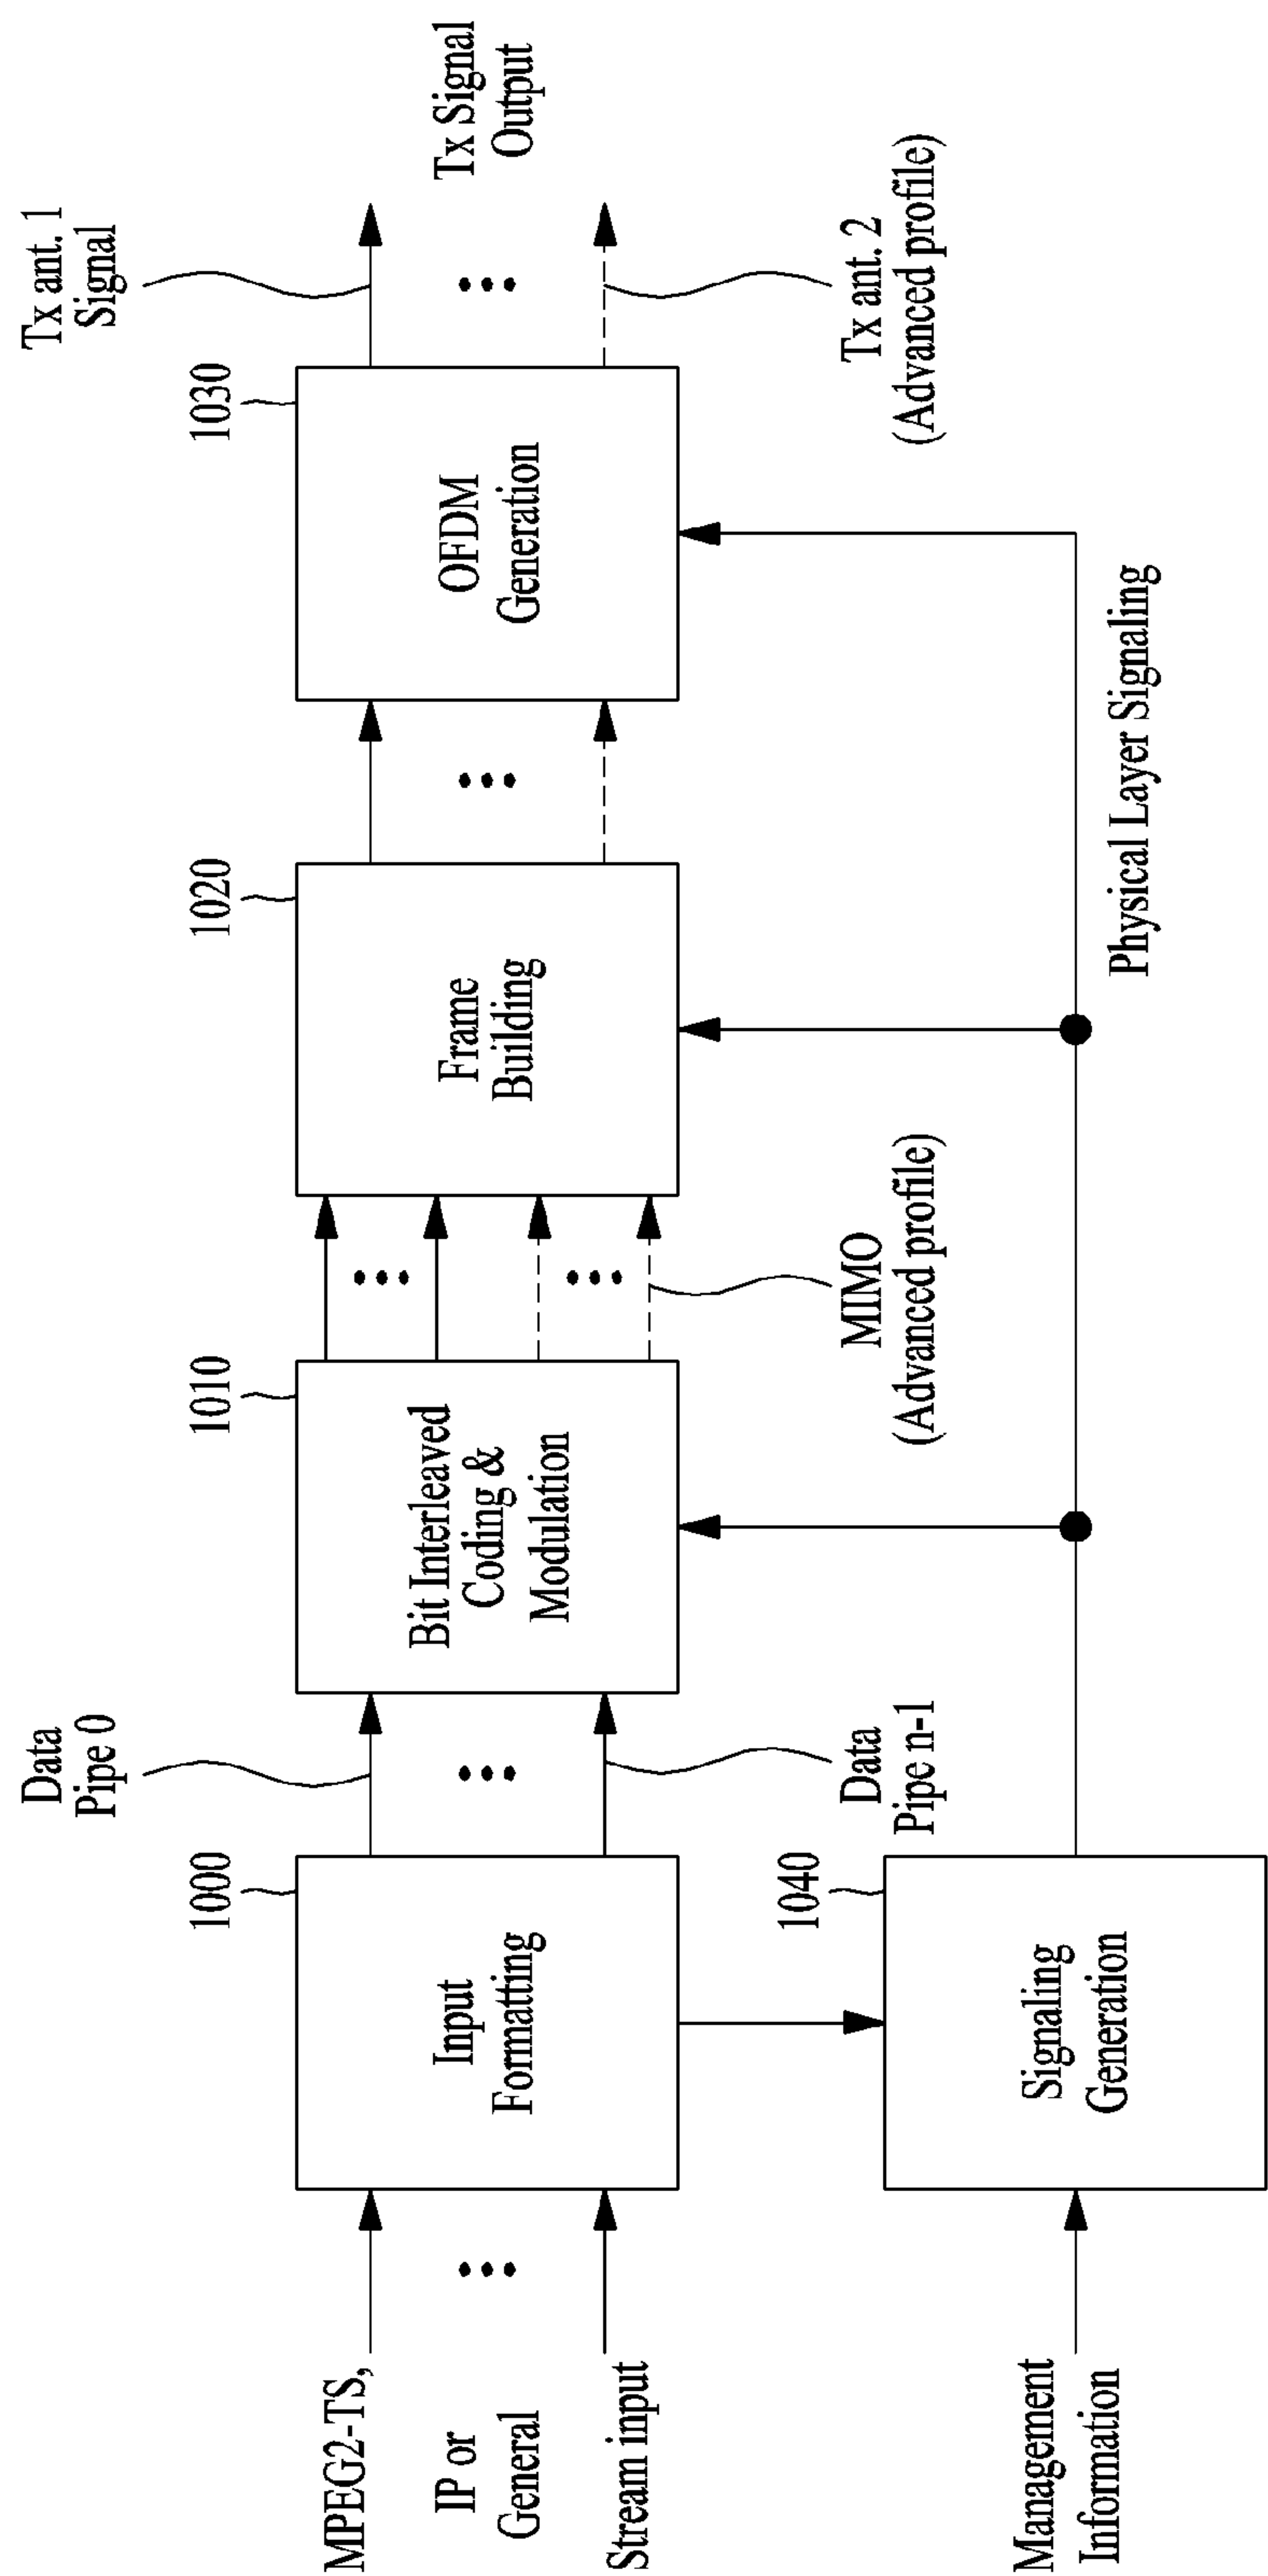 MPEG2-TS,
IP or
General
Stream input
Management
Information
1000
Input
Formatting
1040
Signaling
Generation
Data
Pipe 0
Data
Pipe n-1
1010
Bit Interleaved
Coding &
Modulation
MIMO
(Advanced profile)
1020
Frame
Building
Physical Layer Signaling
1030
OFDM
Generation
Tx ant. 1
Signal
Tx ant. 2
(Advanced profile)
Tx Signal
Output